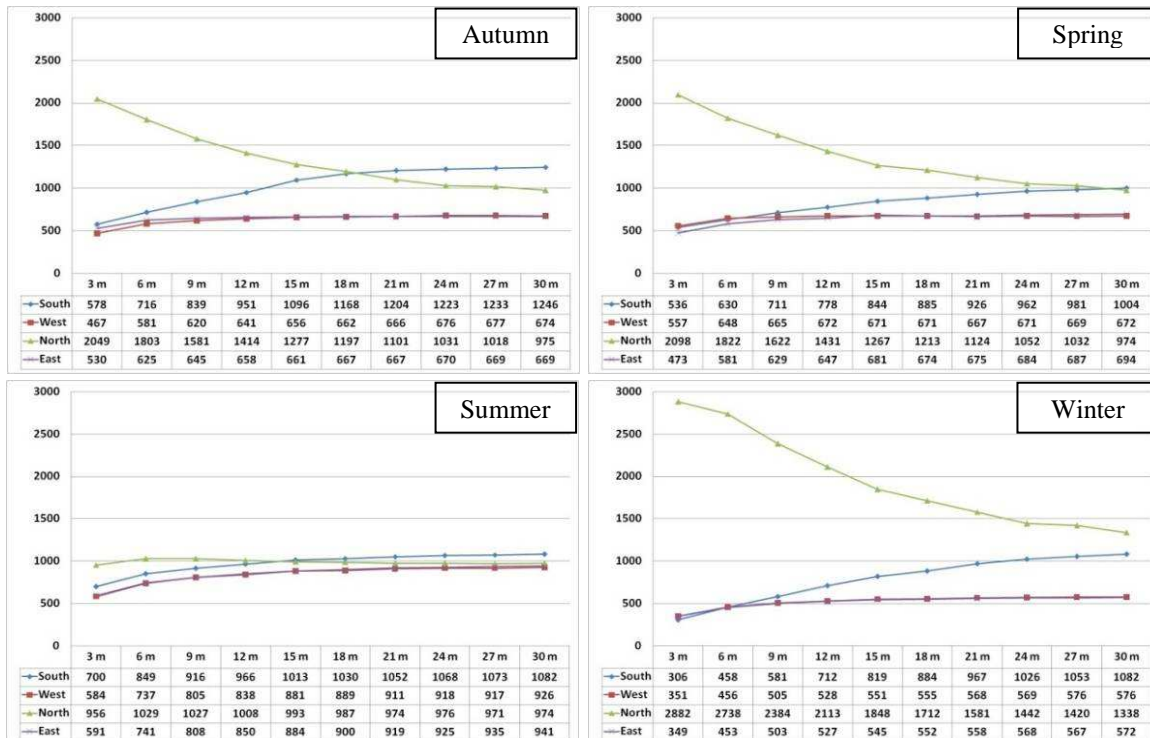 Autumn
3000
2500
2000
1500
1000
500
0
3 m 6 m 9 m 12 m 15 m 18 m 21 m 24 m 27 m 30 m
South 578 716 839 951 1096 1168 1204 1223 1233 1246
West 467 581 620 641 656 662 666 676 677 674
North 2049 1803 1581 1414 1277 1197 1101 1031 1018 975
East 530 625 645 658 661 667 667 670 669 669
Spring
3000
2500
2000
1500
1000
500
0
3 m 6 m 9 m 12 m 15 m 18 m 21 m 24 m 27 m 30 m
South 536 630 711 778 844 885 926 962 981 1004
West 557 648 665 672 671 671 667 671 669 672
North 2098 1822 1622 1431 1267 1213 1124 1052 1032 974
East 473 581 629 647 681 674 675 684 687 694
Summer
3000
2500
2000
1500
1000
500
0
3 m 6 m 9 m 12 m 15 m 18 m 21 m 24 m 27 m 30 m
South 700 849 916 966 1013 1030 1052 1068 1073 1082
West 584 737 805 838 881 889 911 918 917 926
North 956 1029 1027 1008 993 987 974 976 971 974
East 591 741 808 850 884 900 919 925 935 941
Winter
3000
2500
2000
1500
1000
500
0
3 m 6 m 9 m 12 m 15 m 18 m 21 m 24 m 27 m 30 m
South 306 458 581 712 819 884 967 1026 1053 1082
West 351 456 505 528 551 555 568 569 576 576
North 2882 2738 2384 2113 1848 1712 1581 1442 1420 1338
East 349 453 503 527 545 552 558 568 567 572